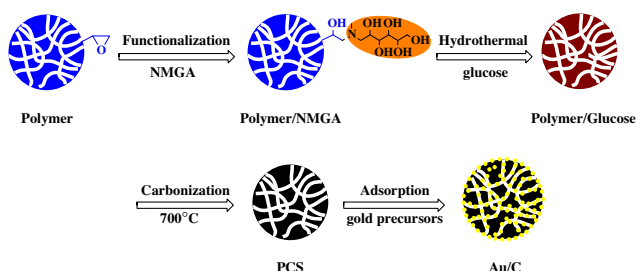 OH
OHOH
Functionalization
N
OH
Hydrothermal
O
NMGA
OHOH
glucose
Polymer
Polymer/NMGA
Polymer/Glucose
Carbonization
Adsorption
700°C
gold precursors
PCS
Au/C